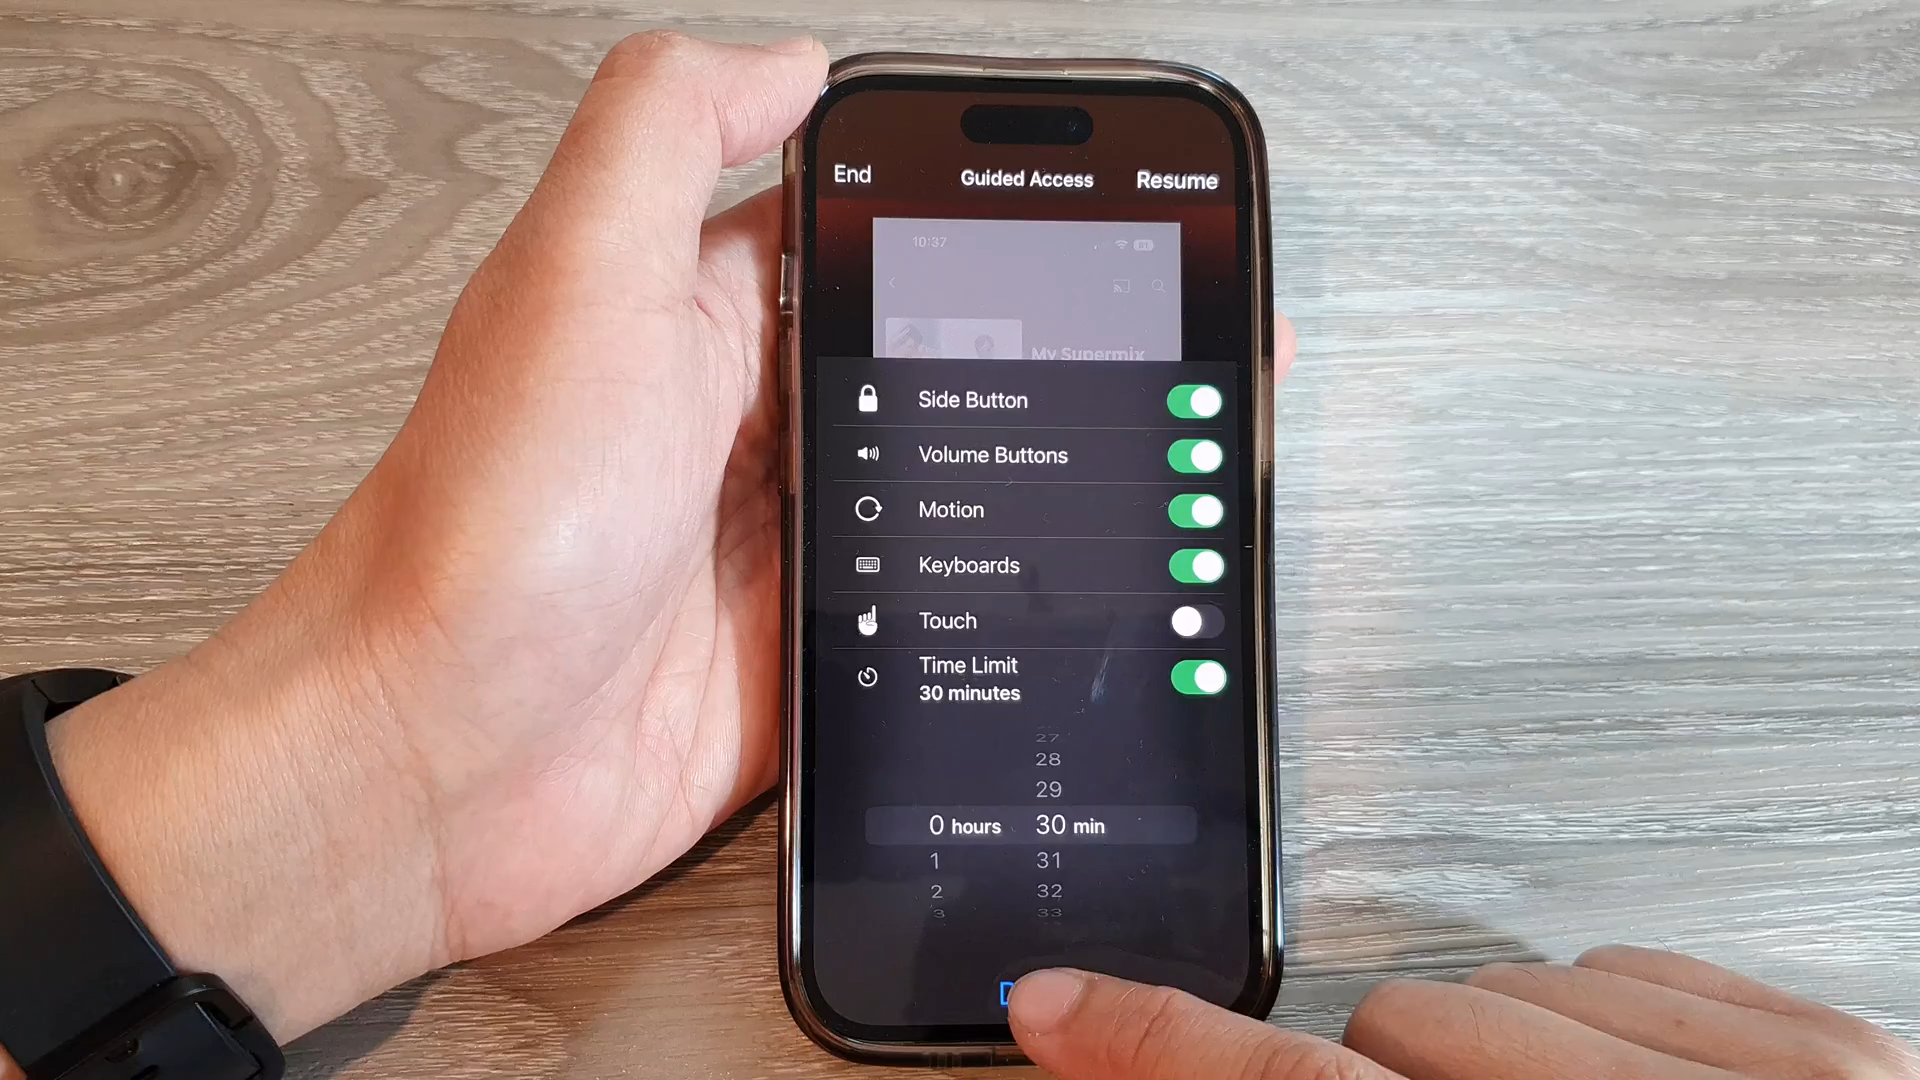 End Guided Access Resume
10:37
My Supermix
Side Button
Volume Buttons
Motion
Keyboards
Touch
Time Limit
30 minutes
27
28
29
0 hours 30 min
1 31
2 32
3 33